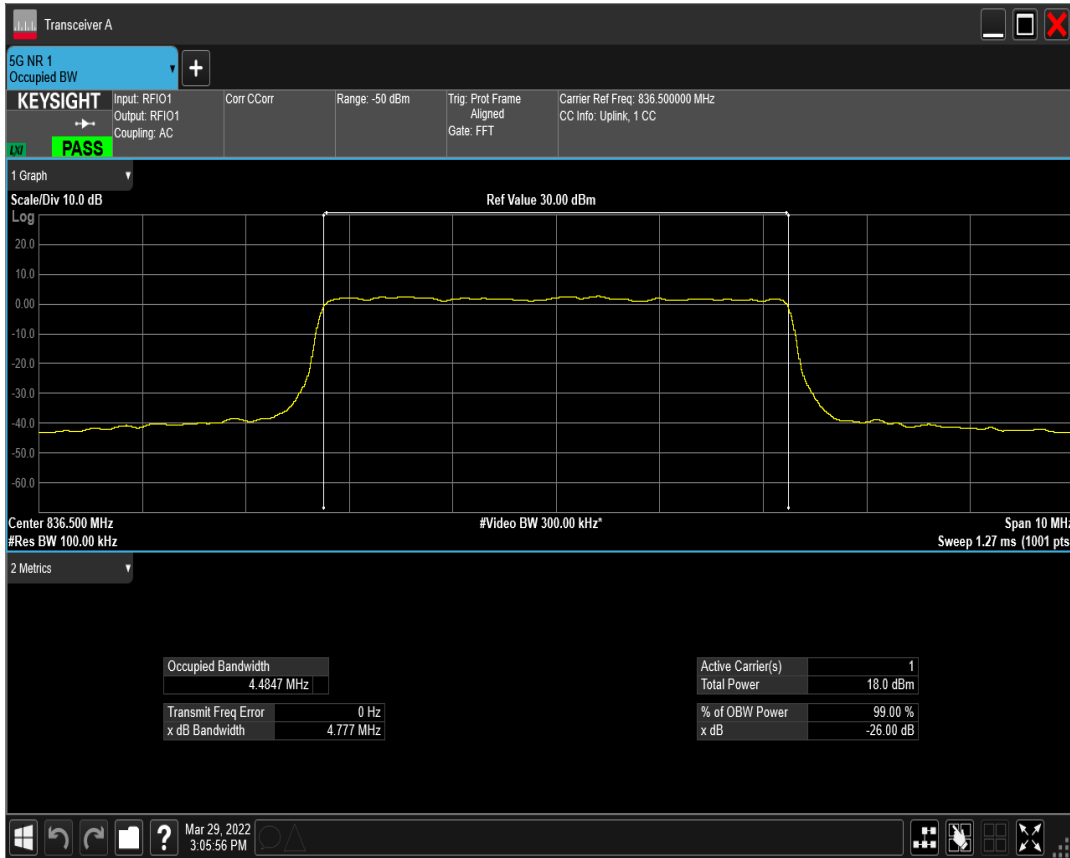 Transceiver A
5G NR 1
Occupied BW
+
KEYSIGHT
LXI
PASS
Input: RFIO1
Output: RFIO1
Coupling: AC
Corr CCorr
Range: -50 dBm
Trig: Prot Frame
Aligned
Gate: FFT
Carrier Ref Freq: 836.500000 MHz
CC Info: Uplink, 1 CC
1 Graph
Scale/Div 10.0 dB
Ref Value 30.00 dBm
Log
20.0
10.0
0.00
-10.0
-20.0
-30.0
-40.0
-50.0
-60.0
Center 836.500 MHz
#Video BW 300.00 kHz*
Span 10 MHz
#Res BW 100.00 kHz
Sweep 1.27 ms (1001 pts
2 Metrics
Occupied Bandwidth
4.4847 MHz
Transmit Freq Error 0 Hz
x dB Bandwidth 4.777 MHz
Active Carrier(s) 1
Total Power 18.0 dBm
% of OBW Power 99.00 %
x dB -26.00 dB
?
Mar 29, 2022
3:05:56 PM